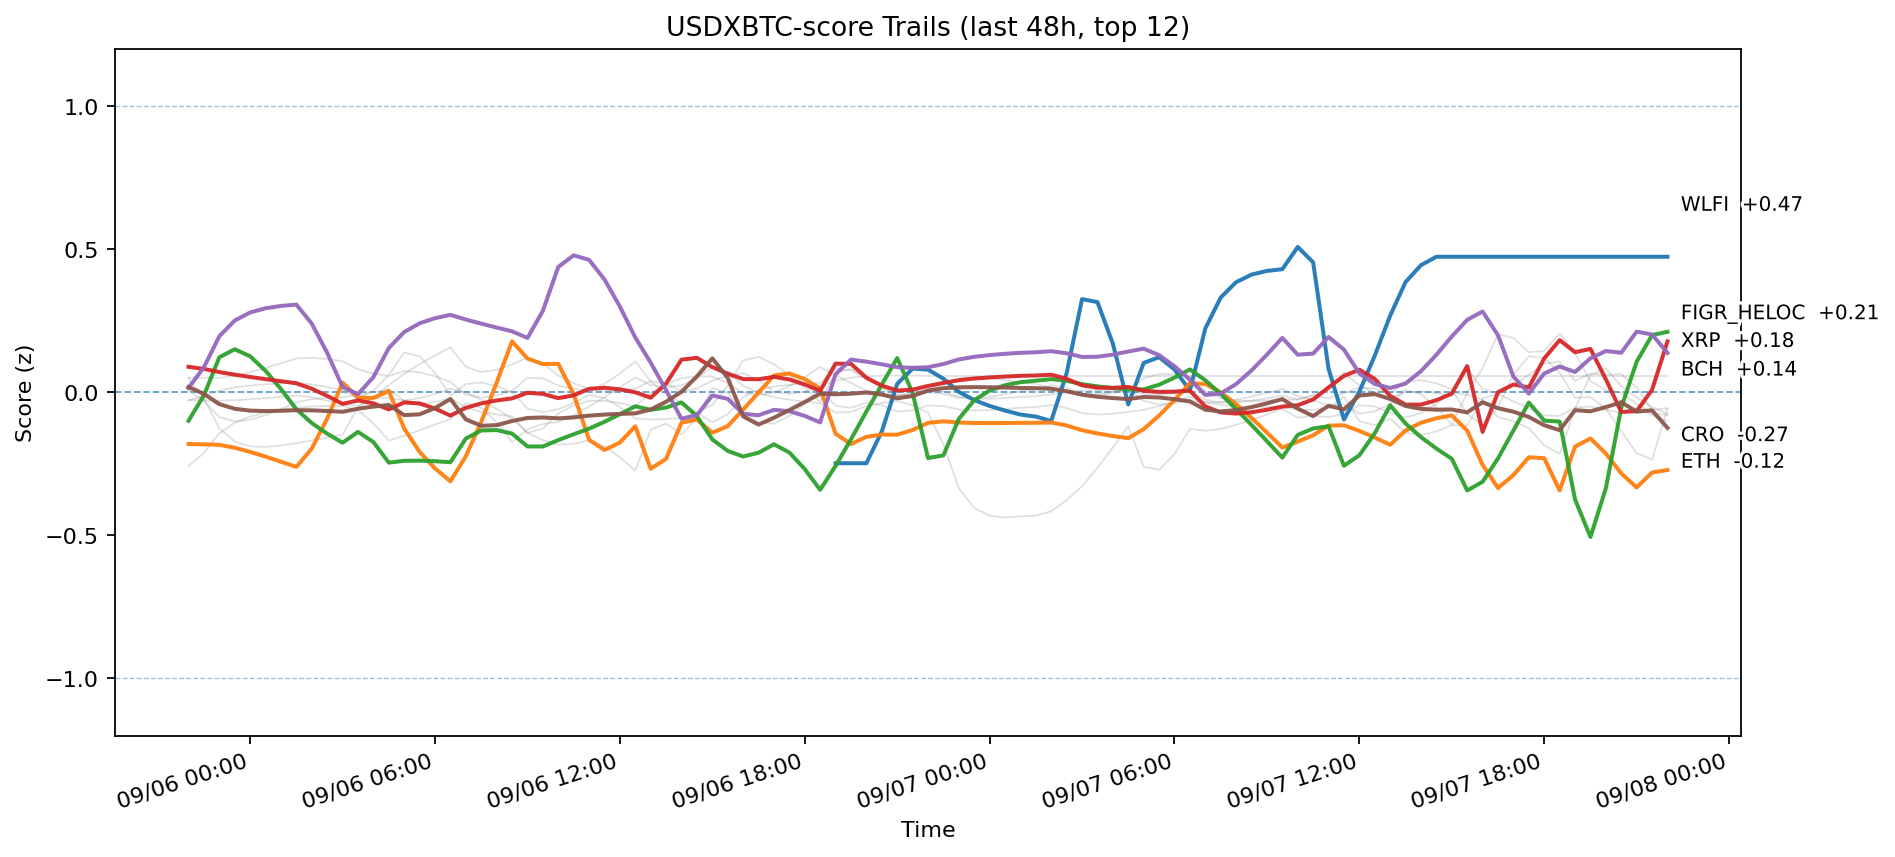 USDXBTC-score Trails (last 48h, top 12)
Score (z)
1.0
0.5
0.0
−0.5
−1.0
WLFI +0.47
FIGR_HELOC +0.21
XRP +0.18
BCH +0.14
CRO -0.27
ETH -0.12
09/06 00:00
09/06 06:00
09/06 12:00
09/06 18:00
09/07 00:00
09/07 06:00
09/07 12:00
09/07 18:00
09/08 00:00
Time